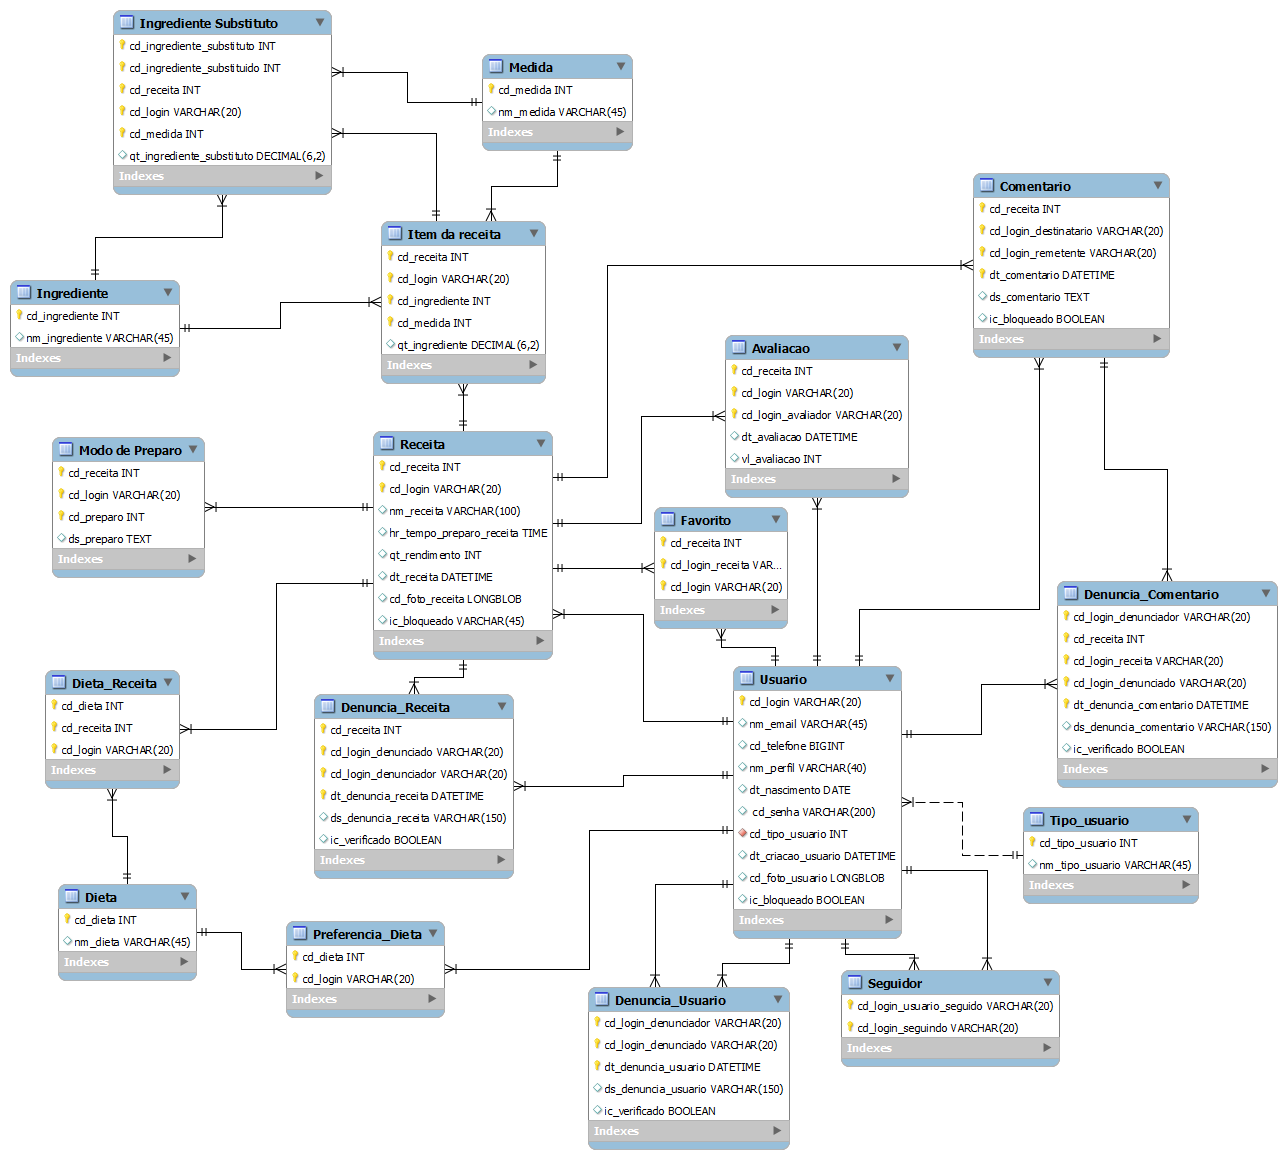 Ingrediente Substituto
cd_ingrediente_substituto INT
cd_ingrediente_substituido INT
cd_receita INT
cd_login VARCHAR(20)
cd_medida INT
qt_ingrediente_substituto DECIMAL(6,2)
Indexes
Medida
cd_medida INT
nm_medida VARCHAR(45)
Indexes
Comentario
cd_receita INT
cd_login_destinatario VARCHAR(20)
cd_login_remetente VARCHAR(20)
dt_comentario DATETIME
ds_comentario TEXT
ic_bloqueado BOOLEAN
Indexes
Item da receita
cd_receita INT
cd_login VARCHAR(20)
cd_ingrediente INT
cd_medida INT
qt_ingrediente DECIMAL(6,2)
Indexes
Ingrediente
cd_ingrediente INT
nm_ingrediente VARCHAR(45)
Indexes
Avaliacao
cd_receita INT
cd_login VARCHAR(20)
cd_login_avaliador VARCHAR(20)
dt_avaliacao DATETIME
vl_avaliacao INT
Indexes
Modo de Preparo
cd_receita INT
cd_login VARCHAR(20)
cd_preparo INT
ds_preparo TEXT
Indexes
Receita
cd_receita INT
cd_login VARCHAR(20)
nm_receita VARCHAR(100)
hr_tempo_preparo_receita TIME
qt_rendimento INT
dt_receita DATETIME
cd_foto_receita LONGBLOB
ic_bloqueado VARCHAR(45)
Indexes
Favorito
cd_receita INT
cd_login_receita VAR...
cd_login VARCHAR(20)
Indexes
Denuncia_Comentario
cd_login_denunciador VARCHAR(20)
cd_receita INT
cd_login_receita VARCHAR(20)
cd_login_denunciado VARCHAR(20)
dt_denuncia_comentario DATETIME
ds_denuncia_comentario VARCHAR(150)
ic_verificado BOOLEAN
Indexes
Dieta_Receita
cd_dieta INT
cd_receita INT
cd_login VARCHAR(20)
Indexes
Denuncia_Receita
cd_receita INT
cd_login_denunciado VARCHAR(20)
cd_login_denunciador VARCHAR(20)
dt_denuncia_receita DATETIME
ds_denuncia_receita VARCHAR(150)
ic_verificado BOOLEAN
Indexes
Usuario
cd_login VARCHAR(20)
nm_email VARCHAR(45)
cd_telefone BIGINT
nm_perfil VARCHAR(40)
dt_nascimento DATE
cd_senha VARCHAR(200)
cd_tipo_usuario INT
dt_criacao_usuario DATETIME
cd_foto_usuario LONGBLOB
ic_bloqueado BOOLEAN
Indexes
Tipo_usuario
cd_tipo_usuario INT
nm_tipo_usuario VARCHAR(45)
Indexes
Dieta
cd_dieta INT
nm_dieta VARCHAR(45)
Indexes
Preferencia_Dieta
cd_dieta INT
cd_login VARCHAR(20)
Indexes
Denuncia_Usuario
cd_login_denunciador VARCHAR(20)
cd_login_denunciado VARCHAR(20)
dt_denuncia_usuario DATETIME
ds_denuncia_usuario VARCHAR(150)
ic_verificado BOOLEAN
Indexes
Seguidor
cd_login_usuario_seguido VARCHAR(20)
cd_login_seguindo VARCHAR(20)
Indexes